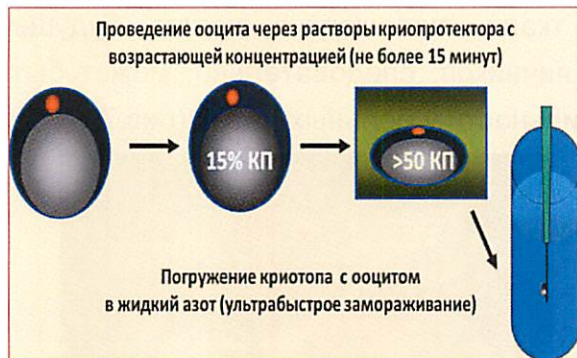 Проведение ооцита через растворы криопротектора с
возрастающей концентрацией (не более 15 минут)
15% КП
>50 КП
Погружение криотопа с ооцитом
в жидкий азот (ультрабыстрое замораживание)